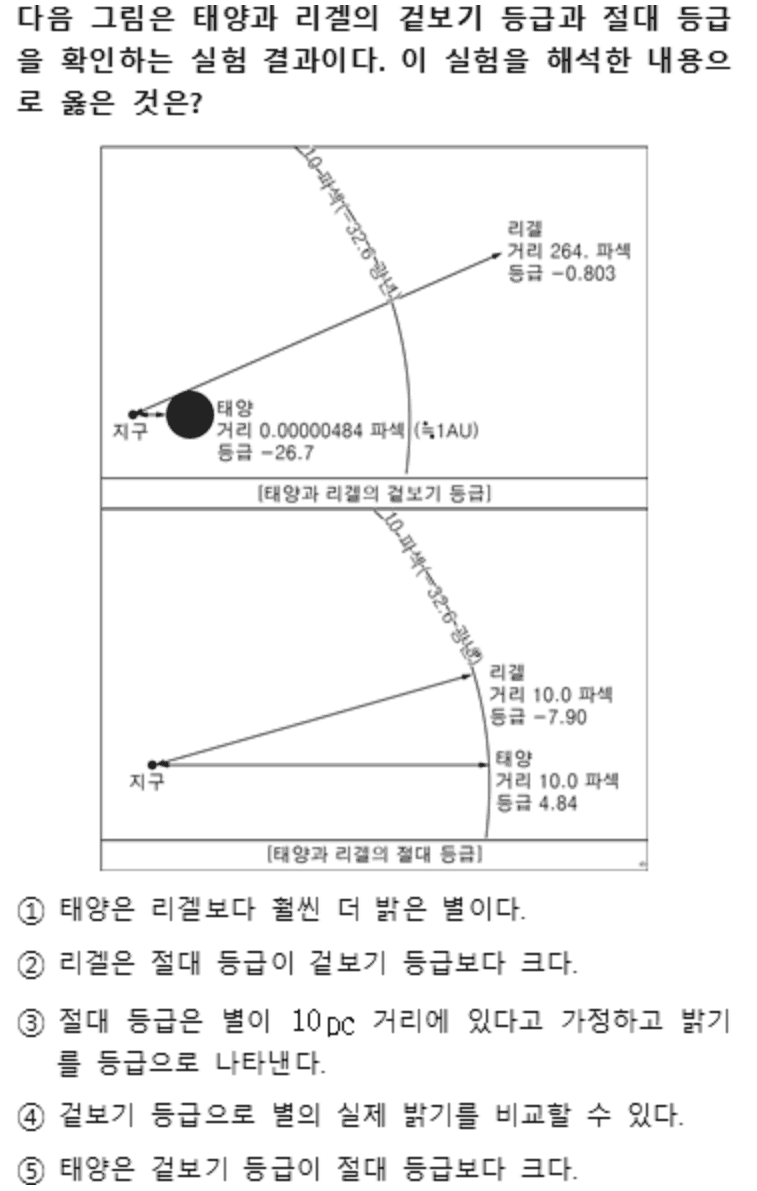 다음 그림은 태양과 리겔의 겉보기 등급과 절대 등급
을 확인하는 실험 결과이다. 이 실험을 해석한 내용으
로 옳은 것은?
10 파섹(=32.6 광년)
리겔
거리 264. 파섹
등급 -0.803
지구
태양
거리 0.00000484 파섹 (≒1AU)
등급 -26.7
[태양과 리겔의 겉보기 등급]
10 파섹(=32.6 광년)
리겔
거리 10.0 파섹
등급 -7.90
지구
태양
거리 10.0 파섹
등급 4.84
[태양과 리겔의 절대 등급]
① 태양은 리겔보다 훨씬 더 밝은 별이다.
② 리겔은 절대 등급이 겉보기 등급보다 크다.
③ 절대 등급은 별이 10pc 거리에 있다고 가정하고 밝기
를 등급으로 나타낸다.
④ 겉보기 등급으로 별의 실제 밝기를 비교할 수 있다.
⑤ 태양은 겉보기 등급이 절대 등급보다 크다.